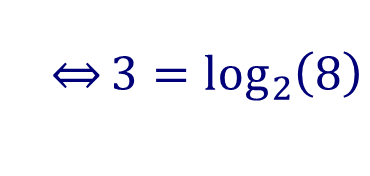 ⇔ 3 = log₂(8)